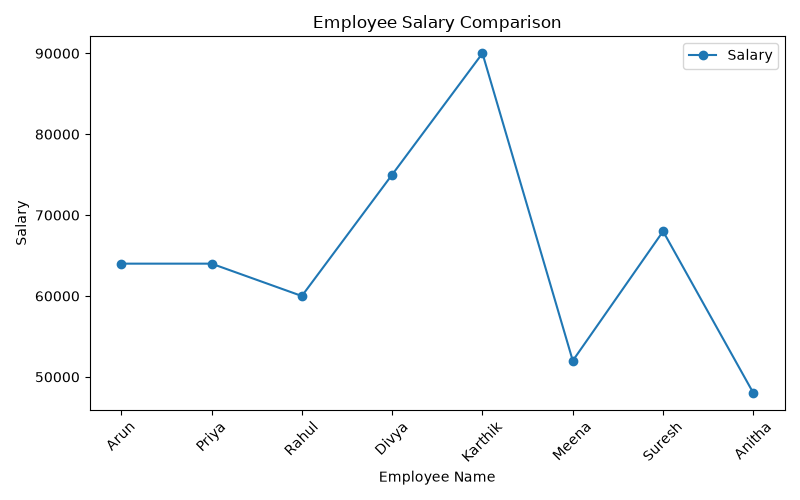 Employee Salary Comparison
Salary
90000
80000
70000
60000
50000
Salary
Arun
Priya
Rahul
Divya
Karthik
Meena
Suresh
Anitha
Employee Name